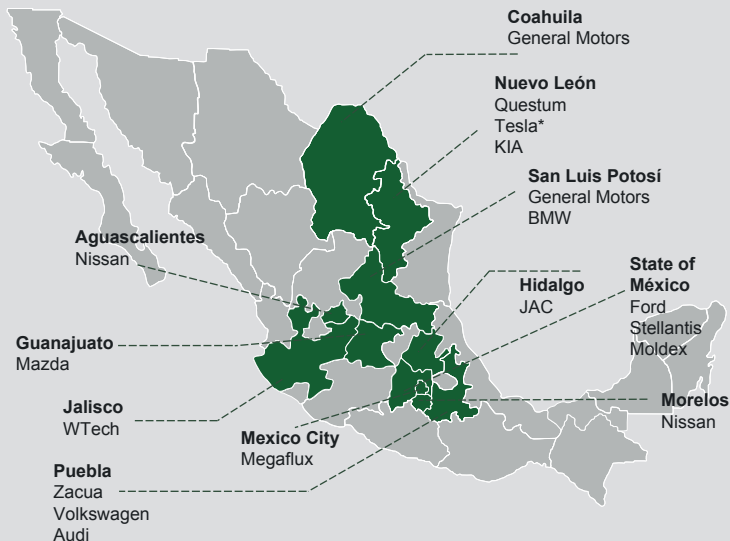 Coahuila
General Motors
Nuevo León
Questum
Tesla*
KIA
San Luis Potosí
General Motors
BMW
Aguascalientes
Nissan
Hidalgo
JAC
State of
México
Ford
Stellantis
Moldex
Guanajuato
Mazda
Jalisco
WTech
Mexico City
Megaflux
Morelos
Nissan
Puebla
Zacua
Volkswagen
Audi